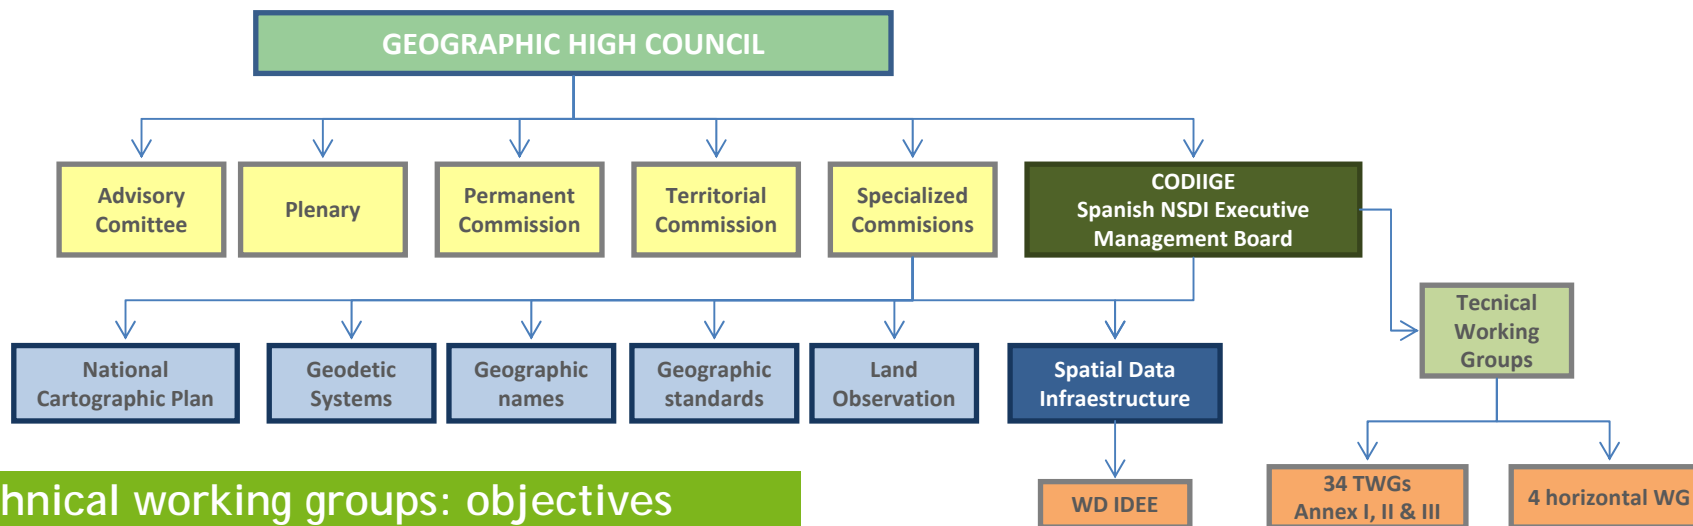 GEOGRAPHIC HIGH COUNCIL
Advisory
Comittee
Plenary
Permanent
Commission
Territorial
Commission
Specialized
Commisions
CODIIGE
Spanish NSDI Executive
Management Board
National
Cartographic Plan
Geodetic
Systems
Geographic
names
Geographic
standards
Land
Observation
Spatial Data
Infraestructure
Tecnical
Working
Groups
WD IDEE
34 TWGs
Annex I, II & III
4 horizontal WG
hnical working groups: objectives